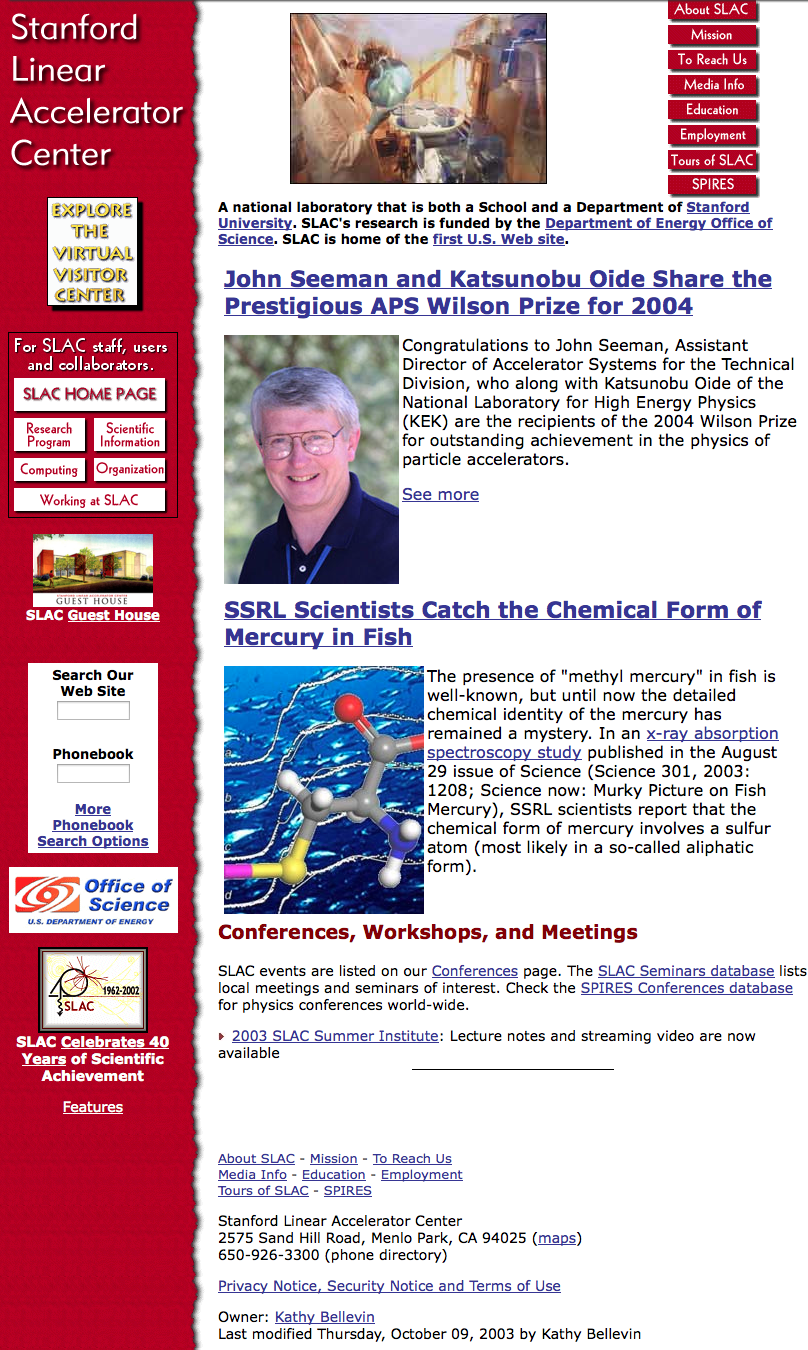 Stanford
Linear
Accelerator
Center
EXPLORE
THE
VIRTUAL
VISITOR
CENTER
For SLAC staff, users
and collaborators.
SLAC HOME PAGE
Research
Program
Scientific
Information
Computing
Organization
Working at SLAC
GUEST HOUSE
SLAC Guest House
Search Our
Web Site
Phonebook
More
Phonebook
Search Options
Office of
Science
U.S. DEPARTMENT OF ENERGY
1962-2002
SLAC
SLAC Celebrates 40
Years of Scientific
Achievement
Features
About SLAC
Mission
To Reach Us
Media Info
Education
Employment
Tours of SLAC
SPIRES
A national laboratory that is both a School and a Department of Stanford
University. SLAC's research is funded by the Department of Energy Office of
Science. SLAC is home of the first U.S. Web site.
John Seeman and Katsunobu Oide Share the
Prestigious APS Wilson Prize for 2004
Congratulations to John Seeman, Assistant
Director of Accelerator Systems for the Technical
Division, who along with Katsunobu Oide of the
National Laboratory for High Energy Physics
(KEK) are the recipients of the 2004 Wilson Prize
for outstanding achievement in the physics of
particle accelerators.
See more
SSRL Scientists Catch the Chemical Form of
Mercury in Fish
a
b
c
d
The presence of "methyl mercury" in fish is
well-known, but until now the detailed
chemical identity of the mercury has
remained a mystery. In an x-ray absorption
spectroscopy study published in the August
29 issue of Science (Science 301, 2003:
1208; Science now: Murky Picture on Fish
Mercury), SSRL scientists report that the
chemical form of mercury involves a sulfur
atom (most likely in a so-called aliphatic
form).
Conferences, Workshops, and Meetings
SLAC events are listed on our Conferences page. The SLAC Seminars database lists
local meetings and seminars of interest. Check the SPIRES Conferences database
for physics conferences world-wide.
2003 SLAC Summer Institute: Lecture notes and streaming video are now
available
About SLAC - Mission - To Reach Us
Media Info - Education - Employment
Tours of SLAC - SPIRES
Stanford Linear Accelerator Center
2575 Sand Hill Road, Menlo Park, CA 94025 (maps)
650-926-3300 (phone directory)
Privacy Notice, Security Notice and Terms of Use
Owner: Kathy Bellevin
Last modified Thursday, October 09, 2003 by Kathy Bellevin